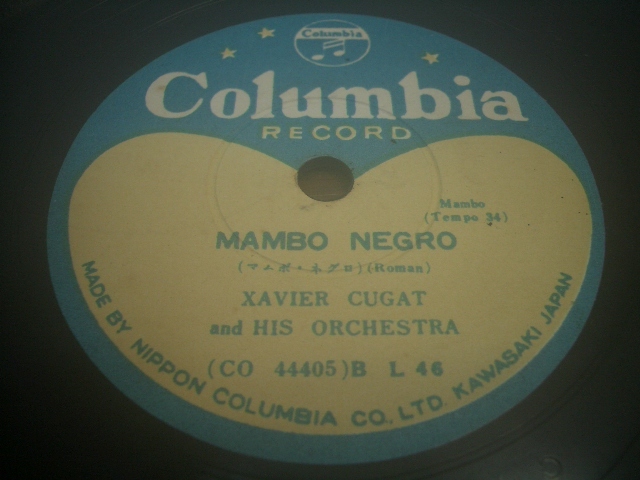 Columbia
Columbia
RECORD
Mambo
(Tempo 34)
MAMBO NEGRO
(マムボ・ネグロ)(Roman)
XAVIER CUGAT
and HIS ORCHESTRA
(CO 44405)B L 46
MADE BY NIPPON COLUMBIA CO., LTD. KAWASAKI JAPAN